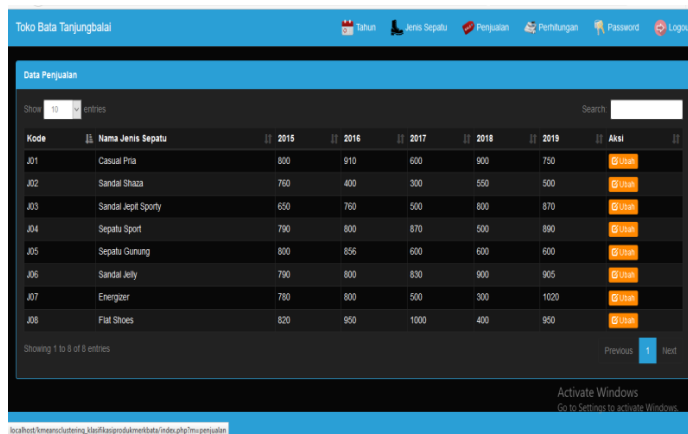 Toko Bata Tanjungbalai Tahun Jenis Sepatu Penjualan Perhitungan Password Logou
Data Penjualan
Show 10 entries Search:
Kode Nama Jenis Sepatu 2015 2016 2017 2018 2019 Aksi
J01 Casual Pria 800 910 600 900 750 Ubah
J02 Sandal Shaza 760 400 300 550 500 Ubah
J03 Sandal Jepit Sporty 650 760 500 800 870 Ubah
J04 Sepatu Sport 790 800 870 500 890 Ubah
J05 Sepatu Gunung 800 856 600 600 600 Ubah
J06 Sandal Jelly 790 800 830 900 905 Ubah
J07 Energizer 780 800 500 300 1020 Ubah
J08 Flat Shoes 820 950 1000 400 950 Ubah
Showing 1 to 8 of 8 entries Previous 1 Next
Activate Windows
Go to Settings to activate Windows.
localhost/kmeansclustering_klasifikasiprodukmerkbata/index.php?m=penjualan